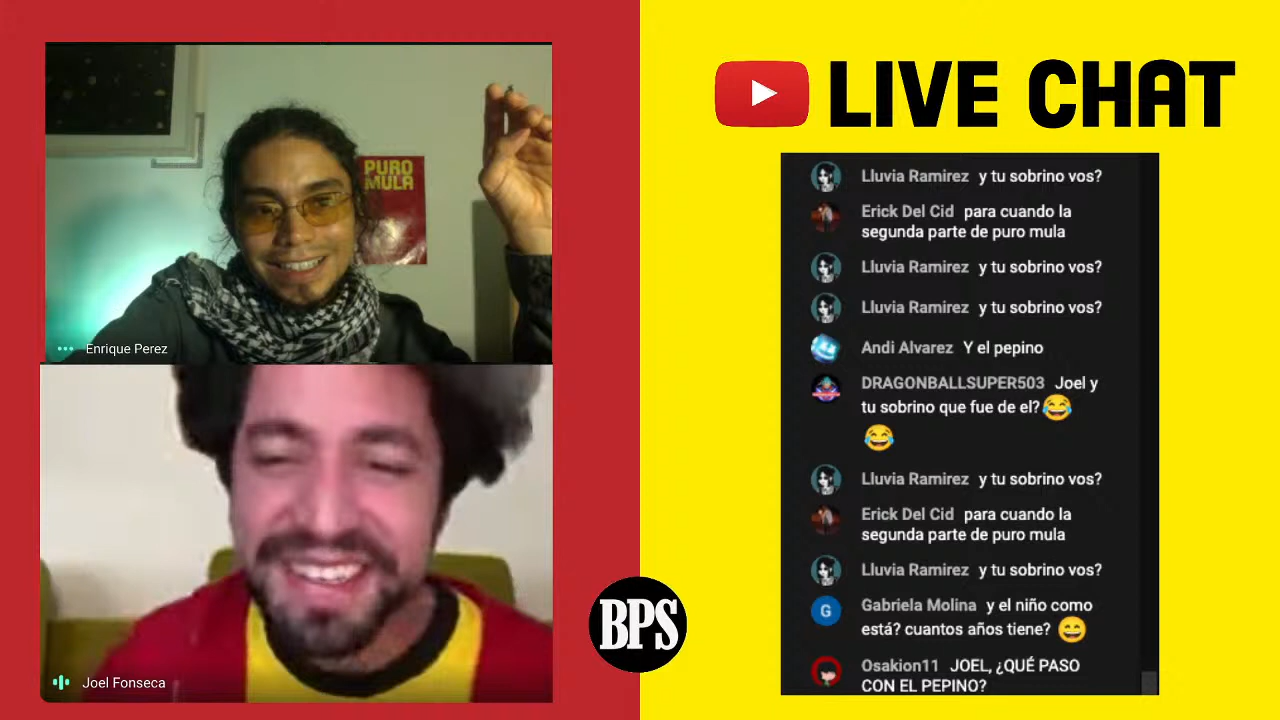 PURO
MULA
Enrique Perez
Joel Fonseca
BPS
LIVE CHAT
Lluvia Ramirez y tu sobrino vos?
Erick Del Cid para cuando la
segunda parte de puro mula
Lluvia Ramirez y tu sobrino vos?
Lluvia Ramirez y tu sobrino vos?
Andi Alvarez Y el pepino
DRAGONBALLSUPER503 Joel y
tu sobrino que fue de el?😂
😂
Lluvia Ramirez y tu sobrino vos?
Erick Del Cid para cuando la
segunda parte de puro mula
Lluvia Ramirez y tu sobrino vos?
G
Gabriela Molina y el niño como
está? cuantos años tiene? 😄
Osakion11 JOEL, ¿QUÉ PASO
CON EL PEPINO?